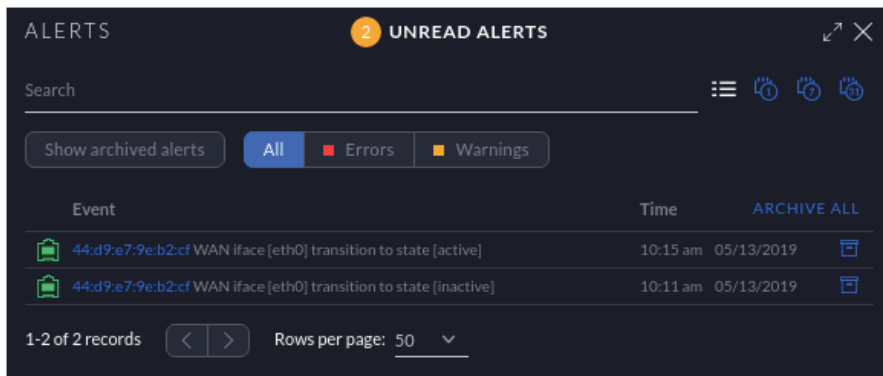 ALERTS 2 UNREAD ALERTS
Search 1 7 31
Show archived alerts All Errors Warnings
Event Time ARCHIVE ALL
44:d9:e7:9e:b2:cf WAN iface [eth0] transition to state [active] 10:15 am 05/13/2019
44:d9:e7:9e:b2:cf WAN iface [eth0] transition to state [inactive] 10:11 am 05/13/2019
1-2 of 2 records Rows per page: 50